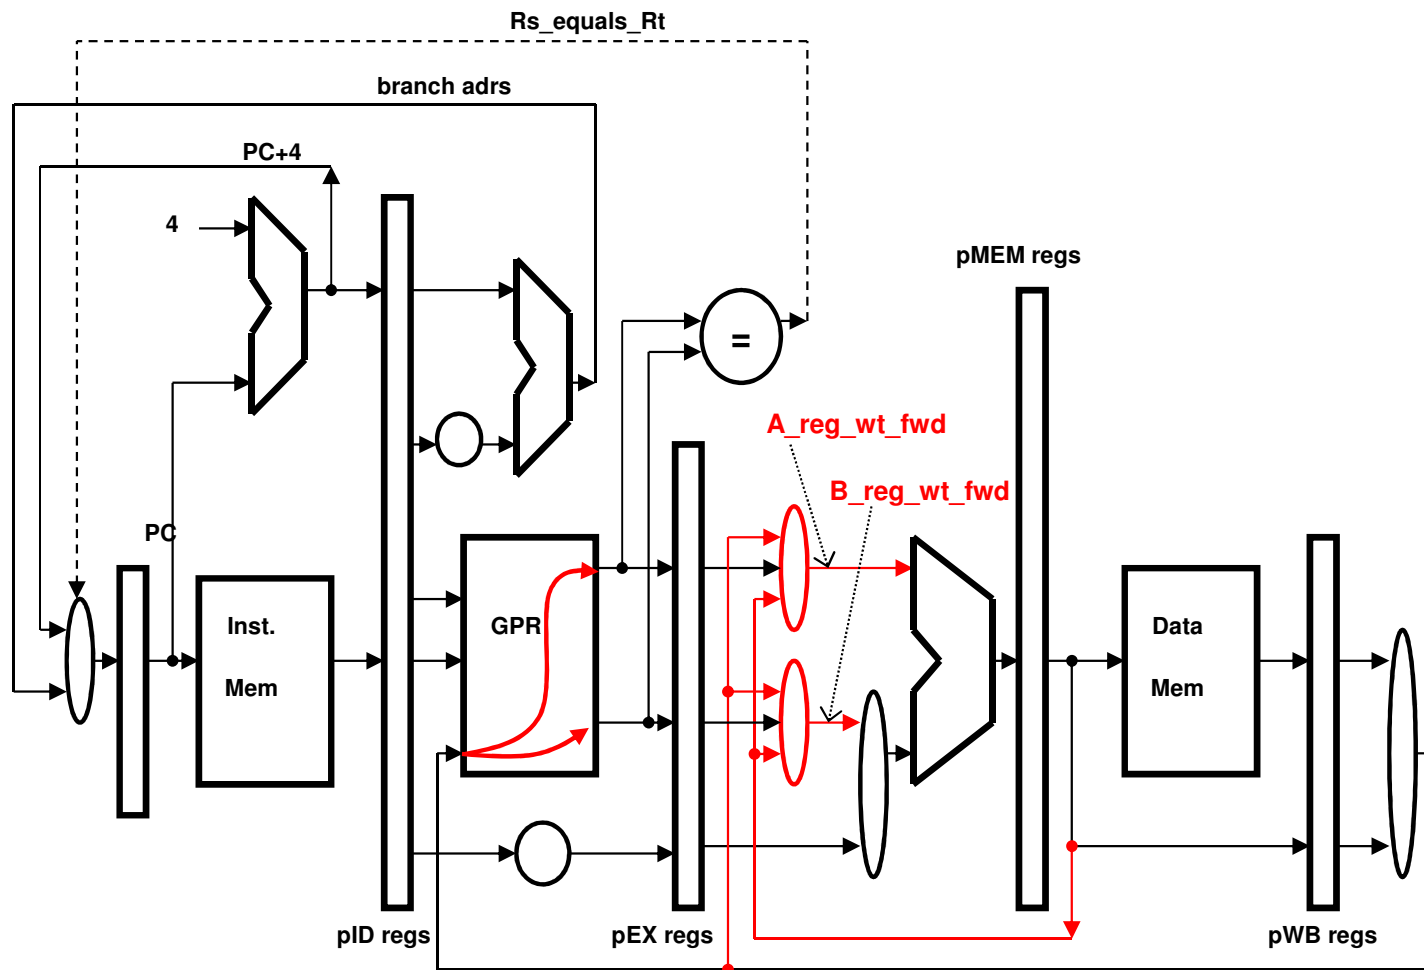 Rs_equals_Rt
branch adrs
PC+4
4
pMEM regs
=
A_reg_wt_fwd
B_reg_wt_fwd
PC
Inst.
Mem
GPR
Data
Mem
pID regs
pEX regs
pWB regs